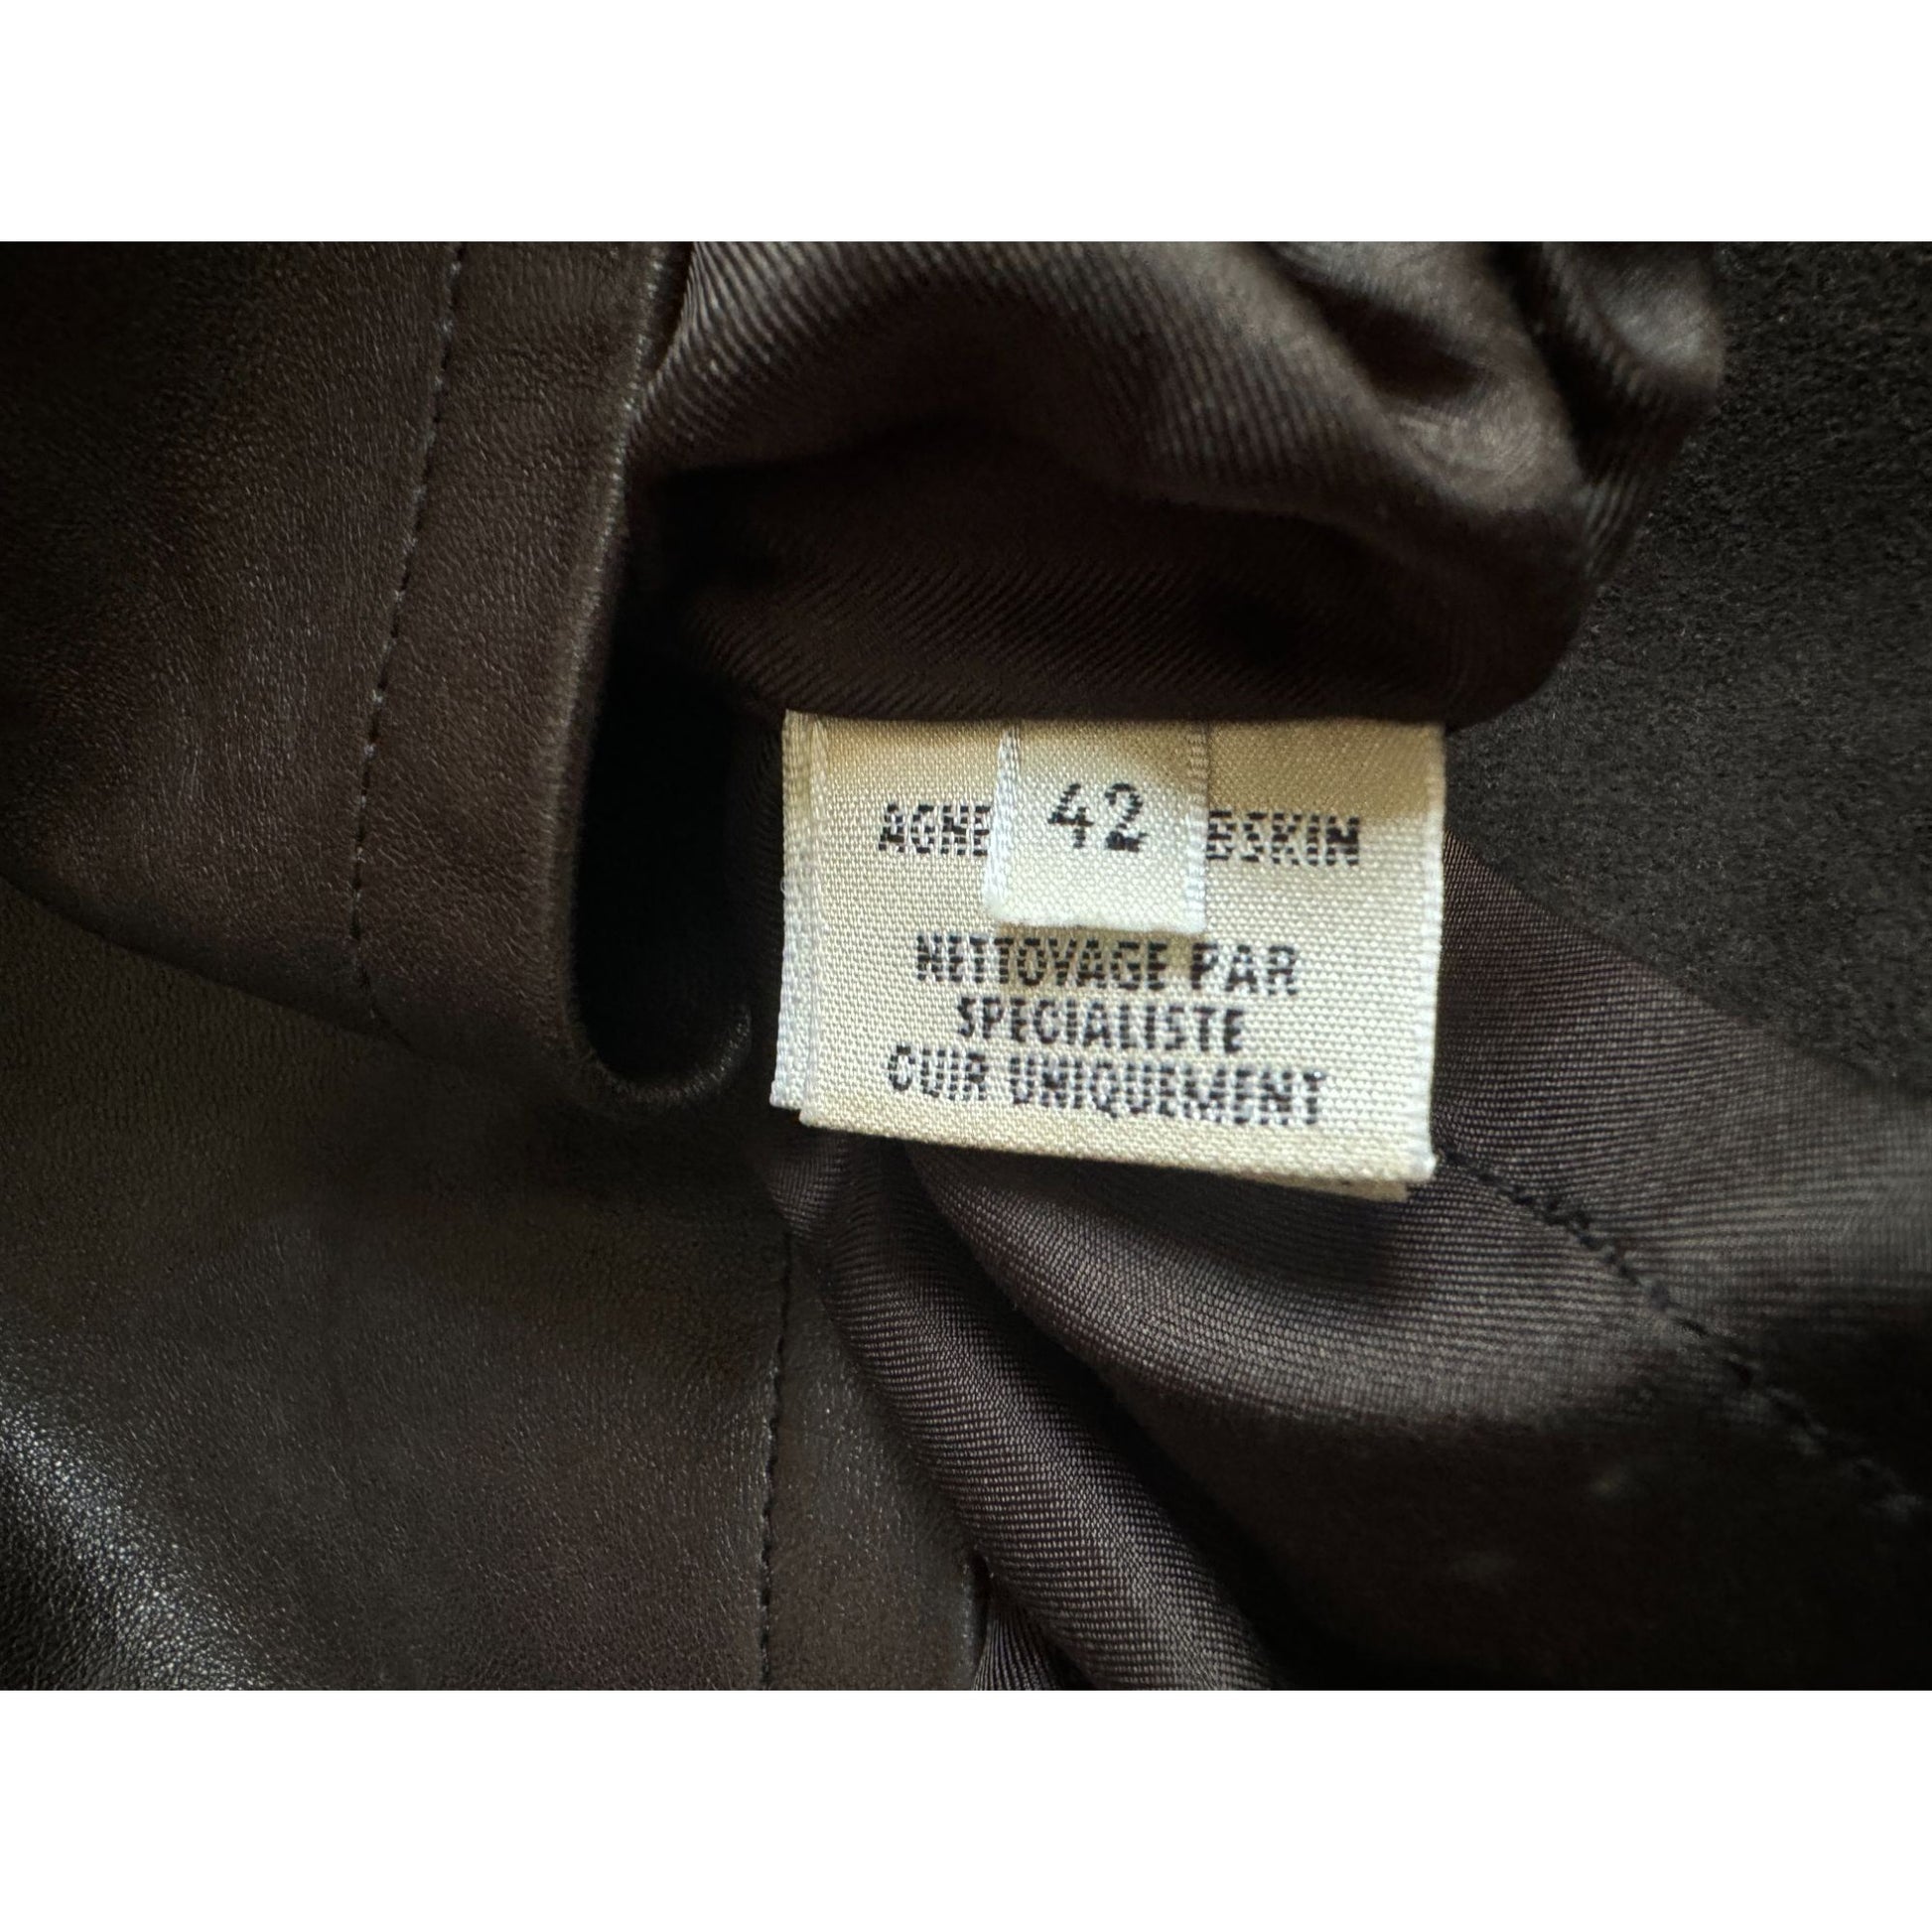 42
AGNE BSKIN
NETTOYAGE PAR
SPECIALISTE
CUIR UNIQUEMENT